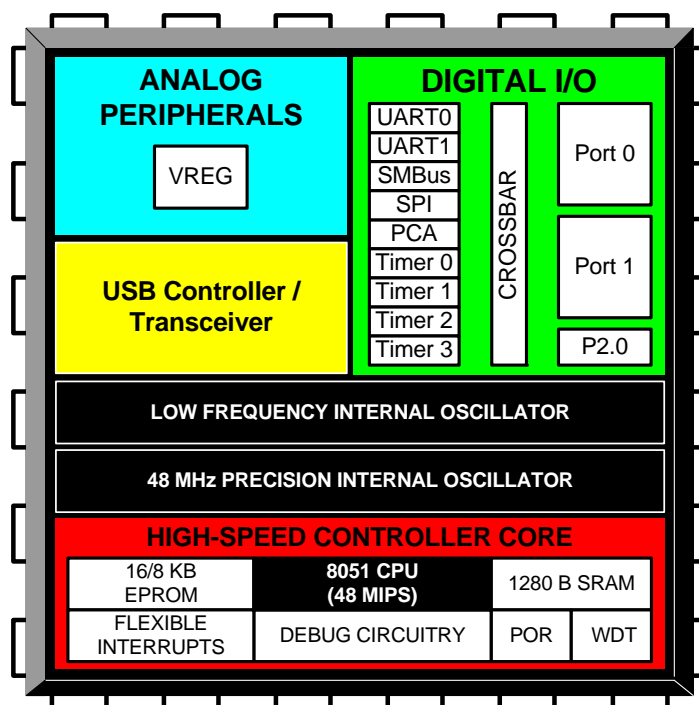 ANALOG
PERIPHERALS
VREG
DIGITAL I/O
UART0
UART1
SMBus
SPI
PCA
Timer 0
Timer 1
Timer 2
Timer 3
CROSSBAR
Port 0
Port 1
P2.0
USB Controller /
Transceiver
LOW FREQUENCY INTERNAL OSCILLATOR
48 MHz PRECISION INTERNAL OSCILLATOR
HIGH-SPEED CONTROLLER CORE
16/8 KB
EPROM
8051 CPU
(48 MIPS)
1280 B SRAM
FLEXIBLE
INTERRUPTS
DEBUG CIRCUITRY
POR
WDT